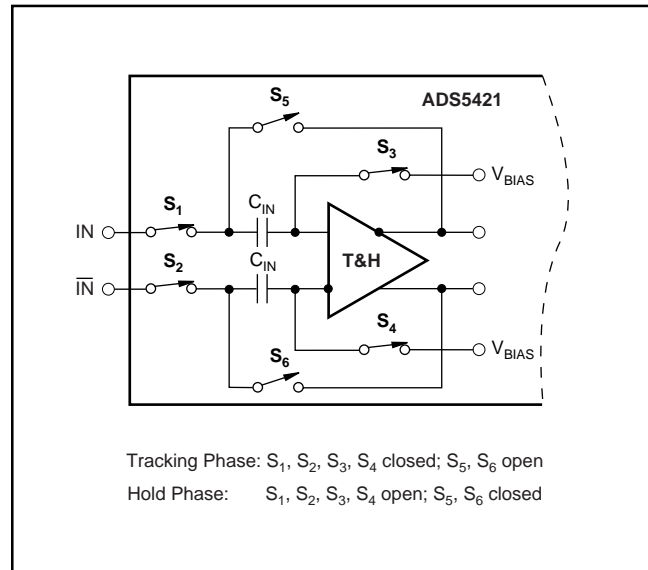 S5
ADS5421
S3
VBIAS
S1
CIN
IN
T&H
S2
CIN
IN
S4
VBIAS
S6
Tracking Phase: S1, S2, S3, S4 closed; S5, S6 open
Hold Phase: S1, S2, S3, S4 open; S5, S6 closed